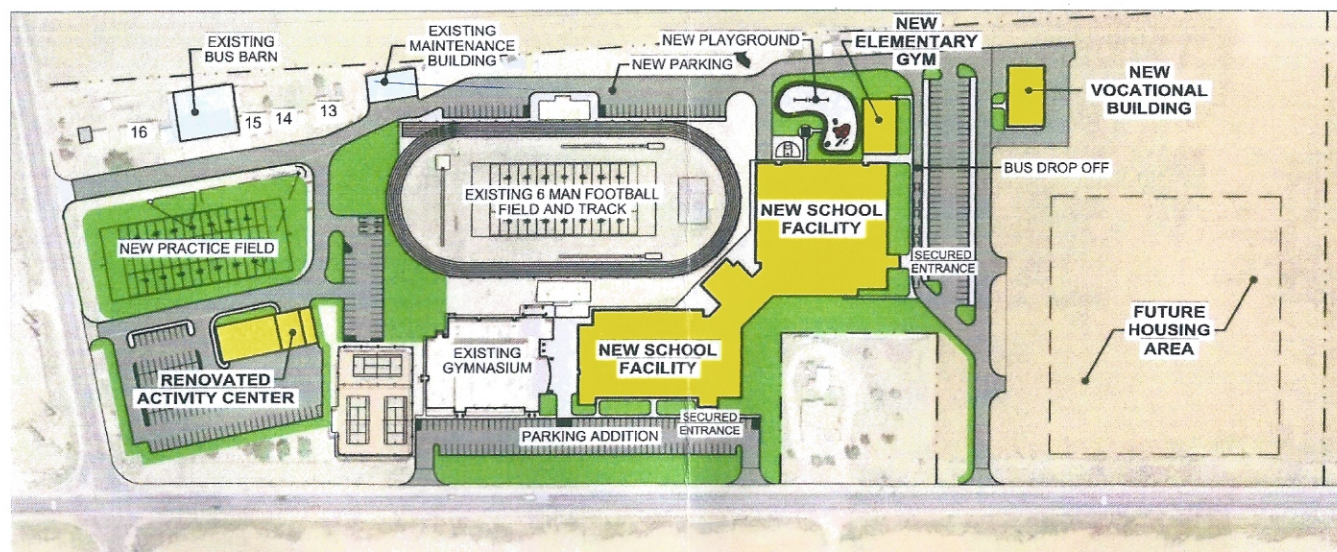 EXISTING
BUS BARN
EXISTING
MAINTENANCE
BUILDING
NEW PLAYGROUND
NEW PARKING
NEW
ELEMENTARY
GYM
NEW
VOCATIONAL
BUILDING
16
15
14
13
BUS DROP OFF
EXISTING 6 MAN FOOTBALL
FIELD AND TRACK
NEW SCHOOL
FACILITY
NEW PRACTICE FIELD
SECURED
ENTRANCE
FUTURE
HOUSING
AREA
EXISTING
GYMNASIUM
NEW SCHOOL
FACILITY
RENOVATED
ACTIVITY CENTER
SECURED
ENTRANCE
PARKING ADDITION